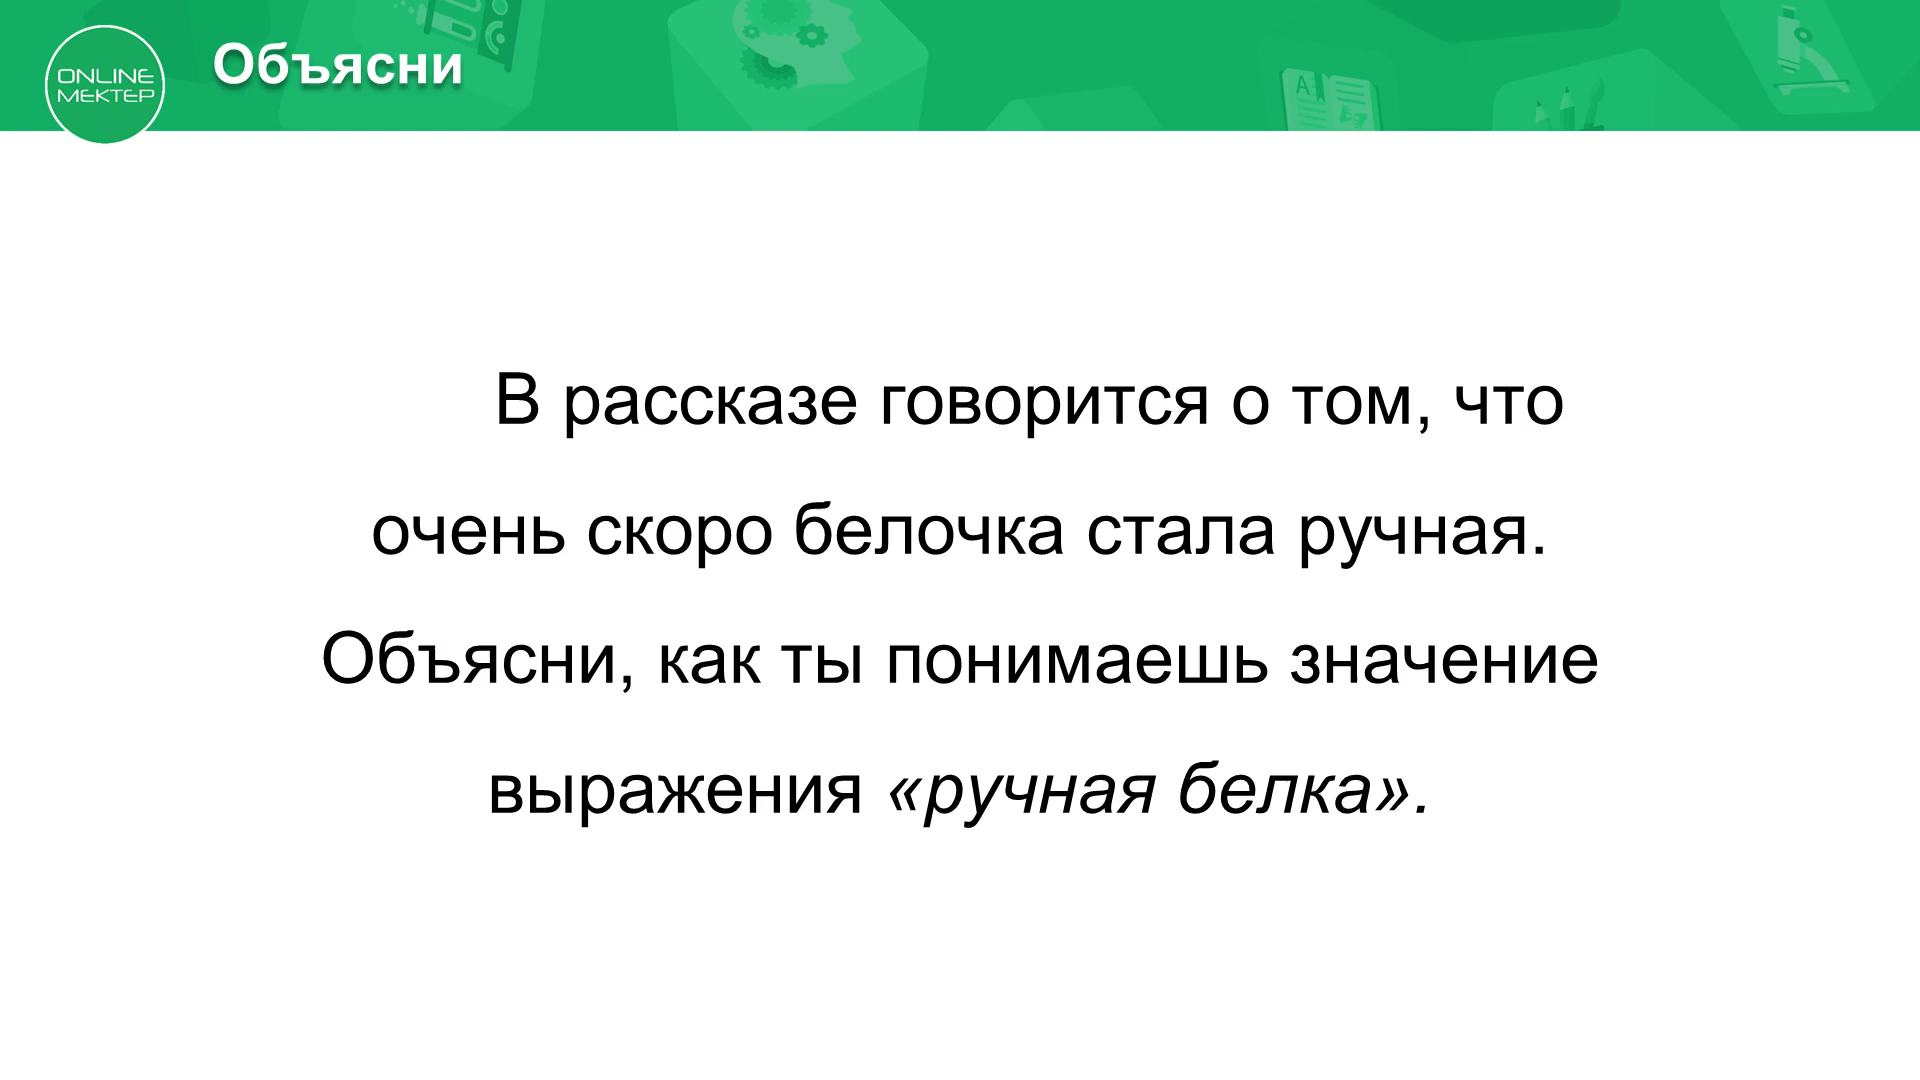 ONLINE
МЕКТЕР
Объясни
В рассказе говорится о том, что
очень скоро белочка стала ручная.
Объясни, как ты понимаешь значение
выражения «ручная белка».